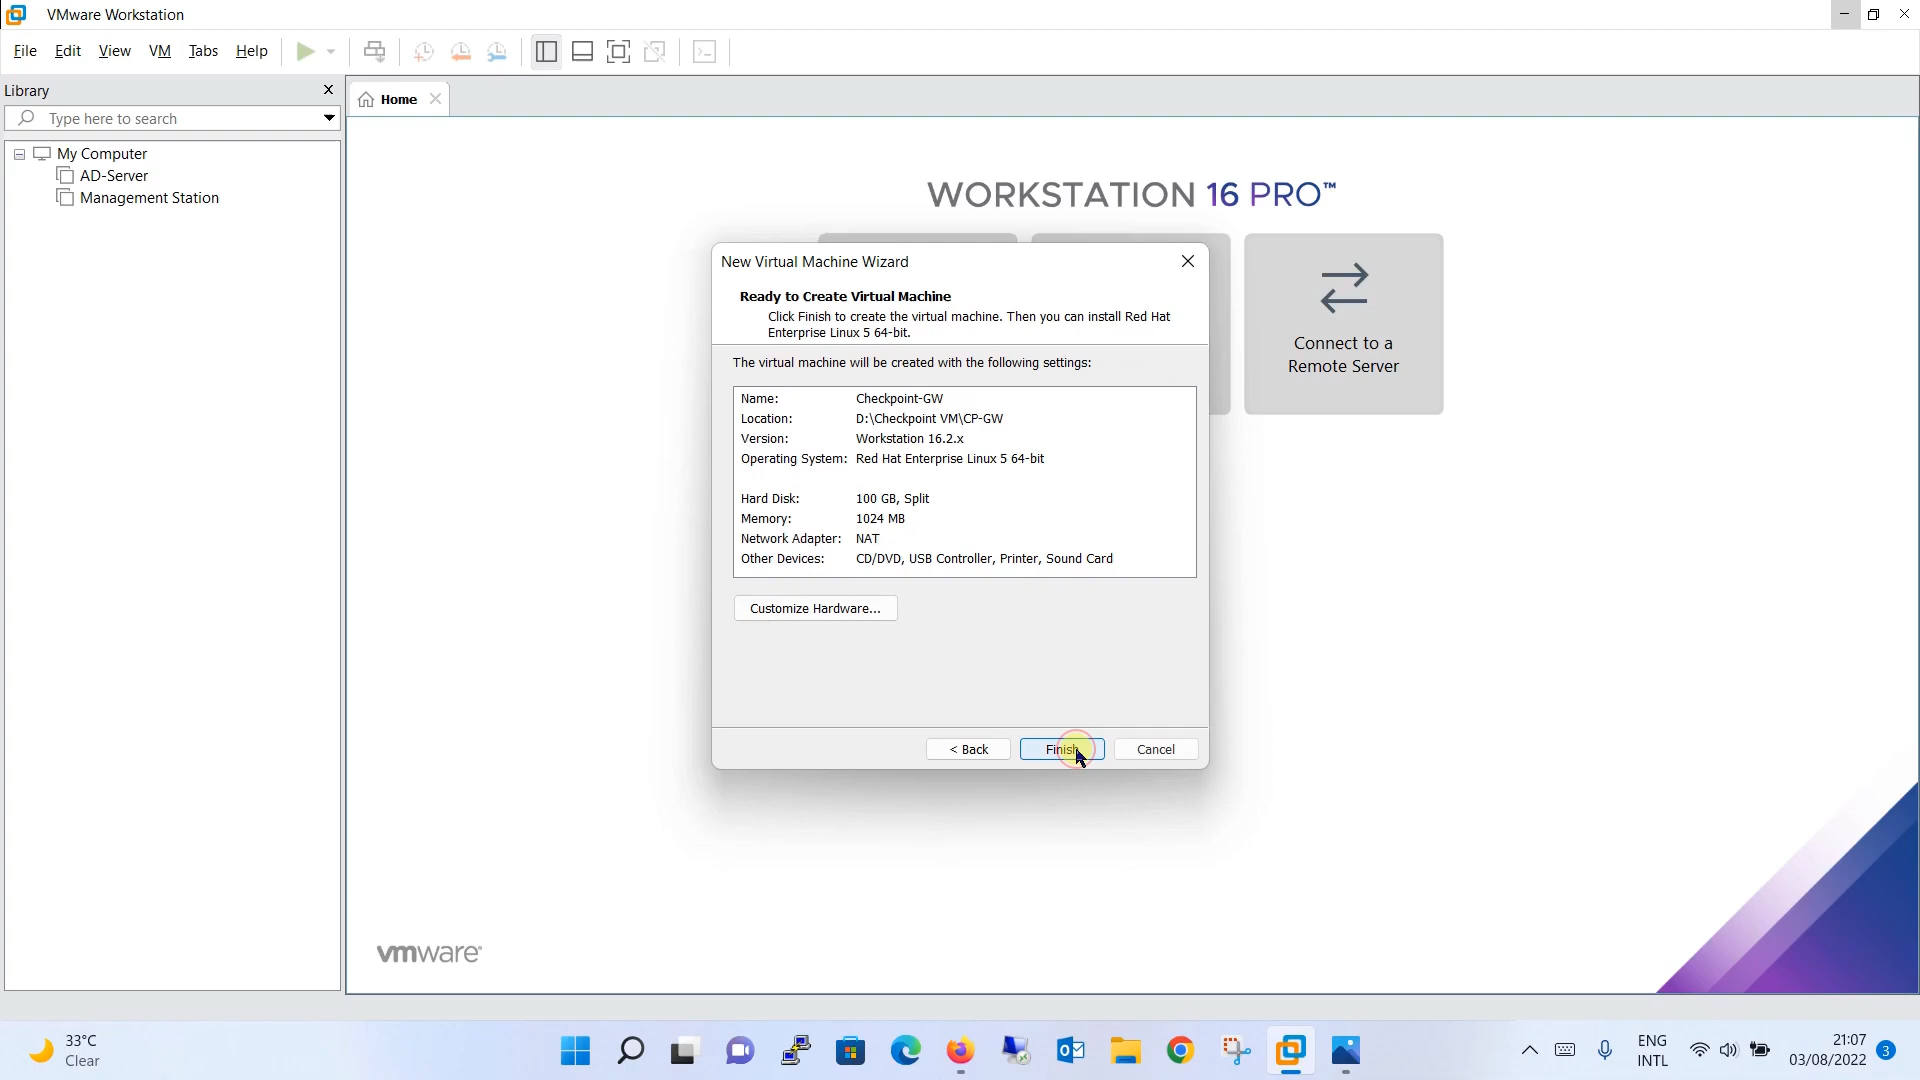 VMware Workstation
File Edit View VM Tabs Help
Library
Type here to search
My Computer
AD-Server
Management Station
Home
WORKSTATION 16 PRO™
Connect to a
Remote Server
New Virtual Machine Wizard
Ready to Create Virtual Machine
Click Finish to create the virtual machine. Then you can install Red Hat
Enterprise Linux 5 64-bit.
The virtual machine will be created with the following settings:
Name: Checkpoint-GW
Location: D:\Checkpoint VM\CP-GW
Version: Workstation 16.2.x
Operating System: Red Hat Enterprise Linux 5 64-bit
Hard Disk: 100 GB, Split
Memory: 1024 MB
Network Adapter: NAT
Other Devices: CD/DVD, USB Controller, Printer, Sound Card
Customize Hardware...
< Back Finish Cancel
vmware®
33°C
Clear
ENG
INTL
21:07
03/08/2022
3